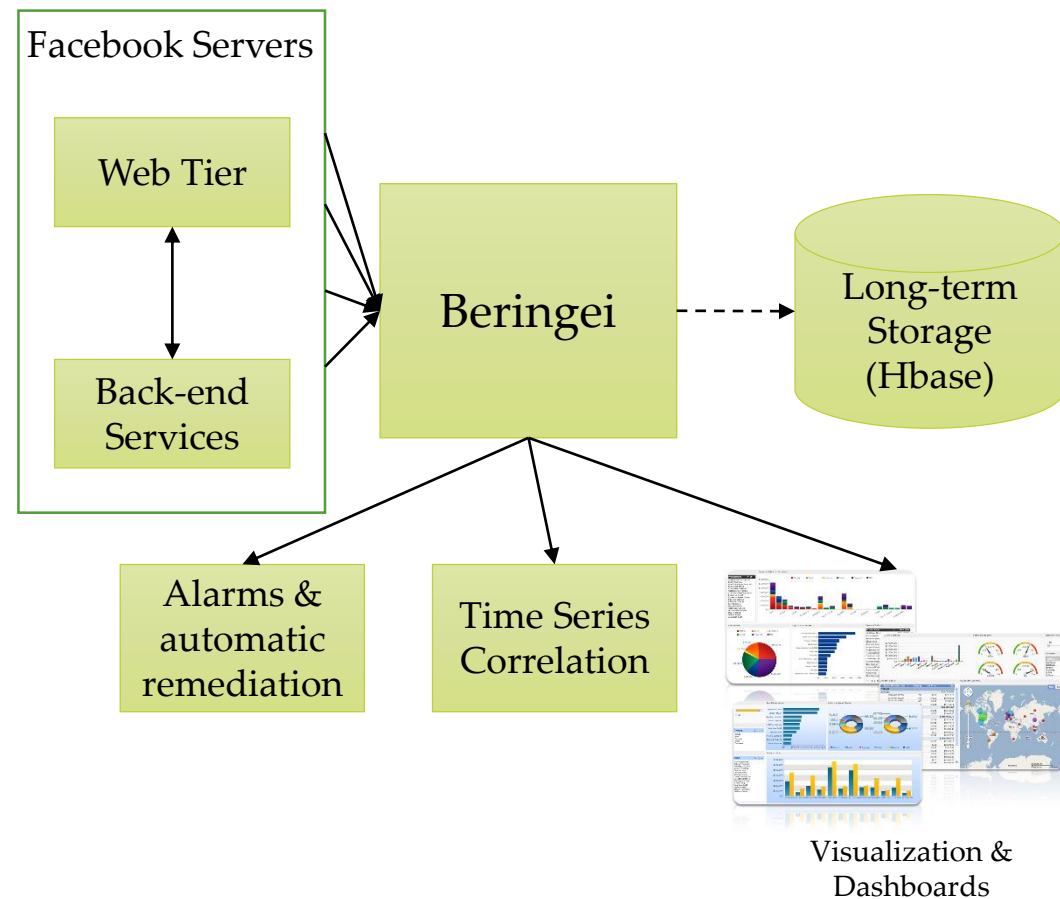 Facebook Servers
Web Tier
Back-end
Services
Beringei
Long-term
Storage
(Hbase)
Alarms &
automatic
remediation
Time Series
Correlation
Visualization &
Dashboards